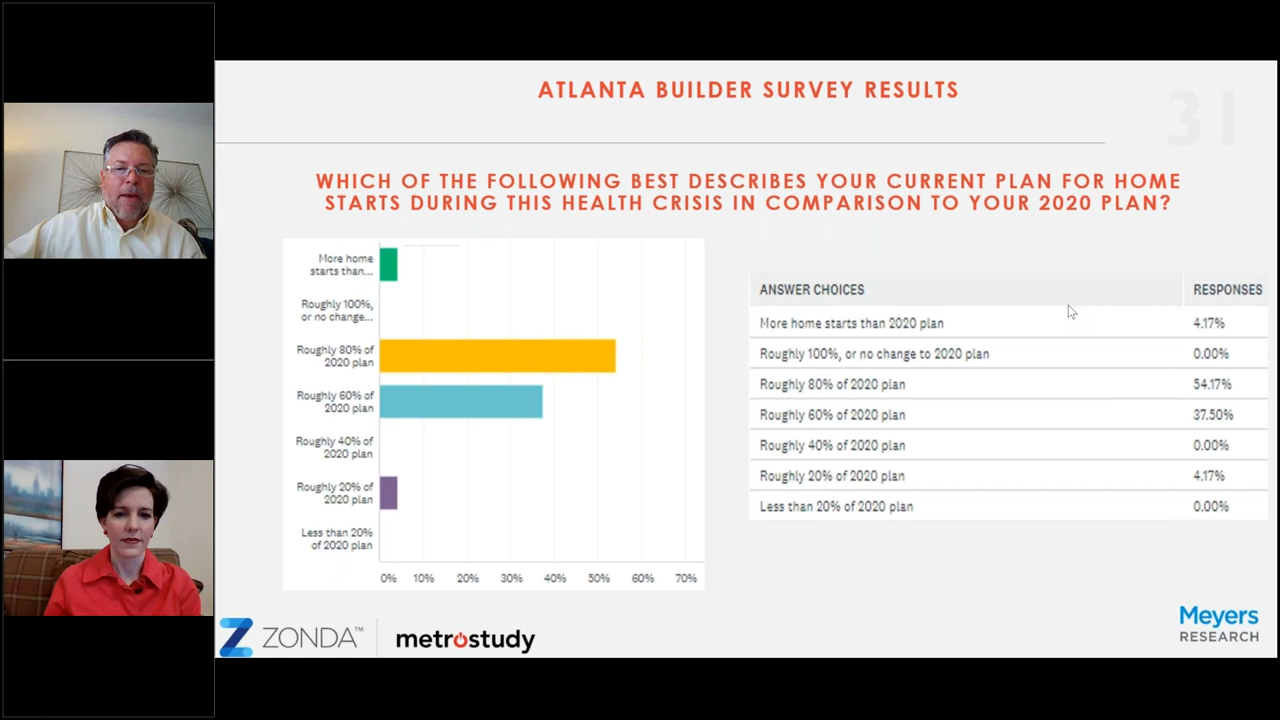 ATLANTA BUILDER SURVEY RESULTS
31
WHICH OF THE FOLLOWING BEST DESCRIBES YOUR CURRENT PLAN FOR HOME
STARTS DURING THIS HEALTH CRISIS IN COMPARISON TO YOUR 2020 PLAN?
More home
starts than...
Roughly 100%,
or no change...
Roughly 80% of
2020 plan
Roughly 60% of
2020 plan
Roughly 40% of
2020 plan
Roughly 20% of
2020 plan
Less than 20%
of 2020 plan
0% 10% 20% 30% 40% 50% 60% 70%
ANSWER CHOICES RESPONSES
More home starts than 2020 plan 4.17%
Roughly 100%, or no change to 2020 plan 0.00%
Roughly 80% of 2020 plan 54.17%
Roughly 60% of 2020 plan 37.50%
Roughly 40% of 2020 plan 0.00%
Roughly 20% of 2020 plan 4.17%
Less than 20% of 2020 plan 0.00%
ZONDA™
metrostudy
Meyers
RESEARCH